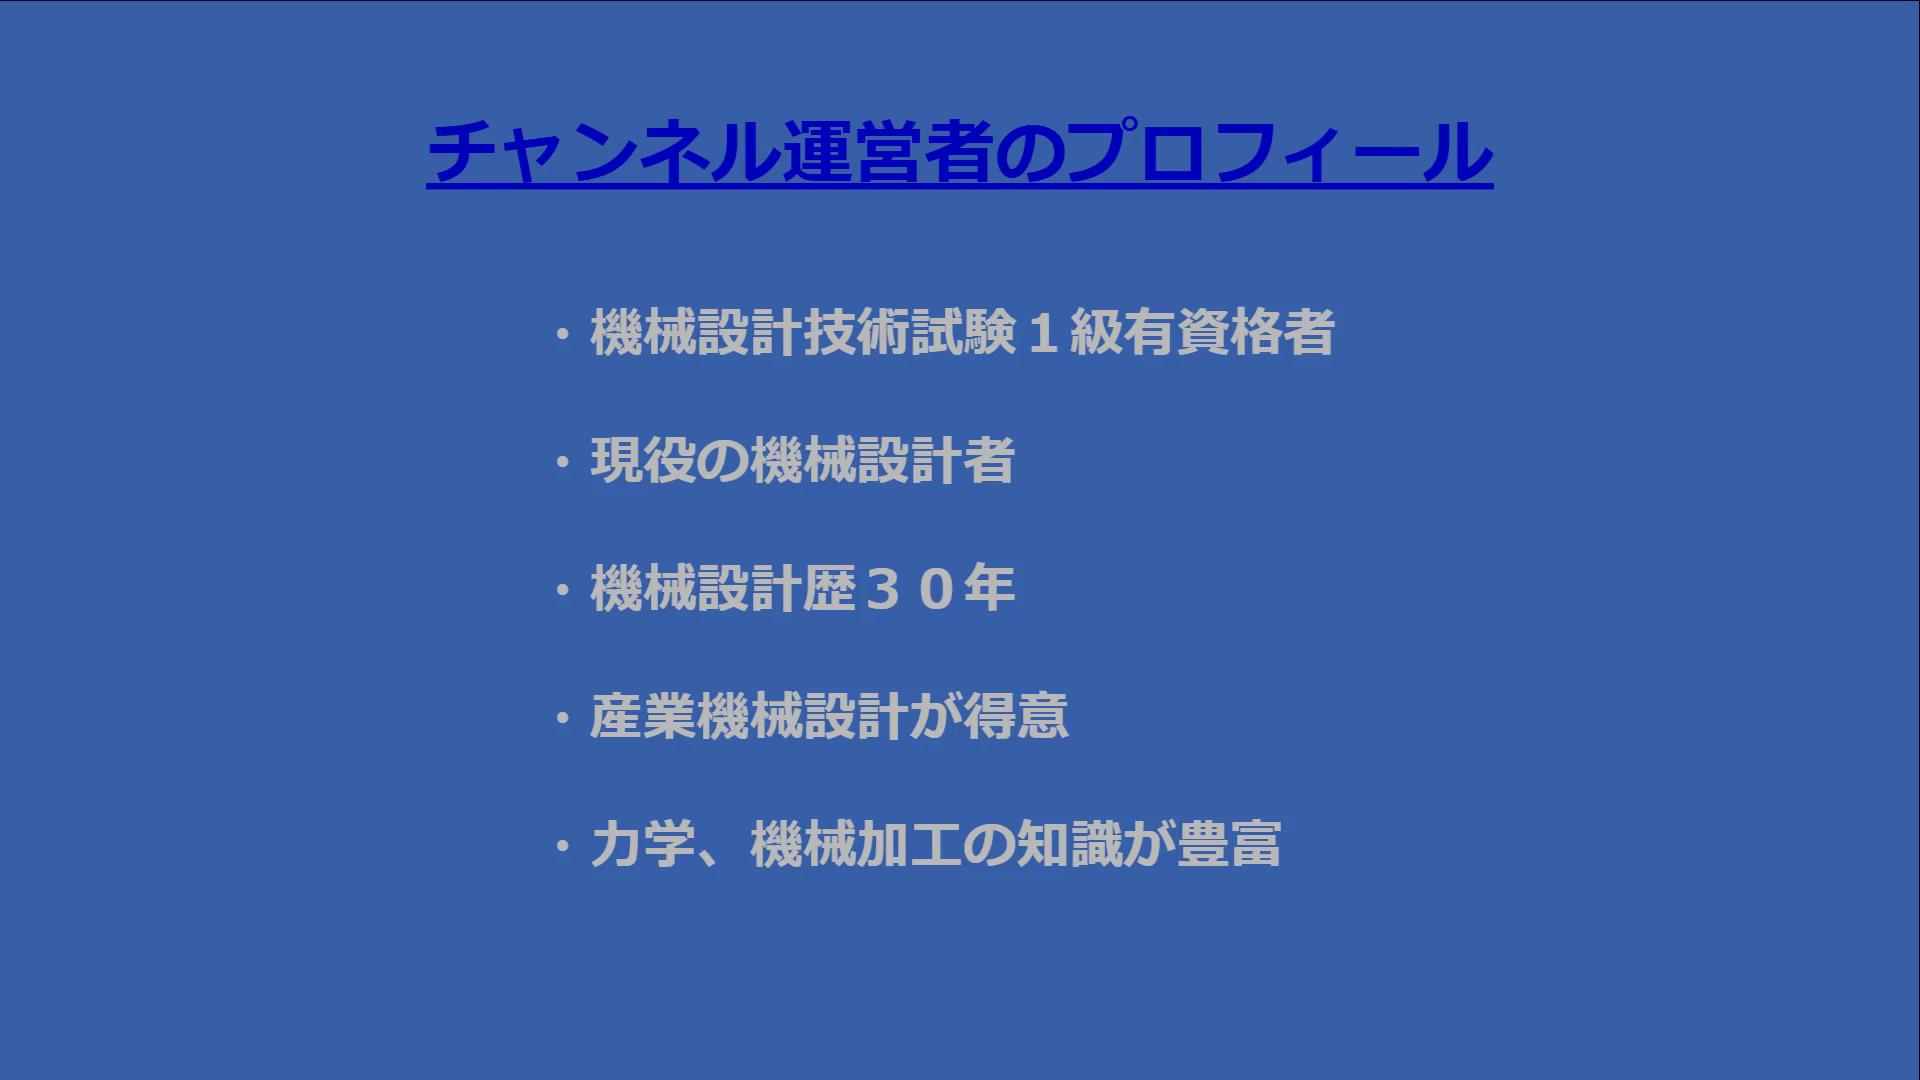 チャンネル運営者のプロフィール
・機械設計技術試験１級有資格者
・現役の機械設計者
・機械設計歴３０年
・産業機械設計が得意
・力学、機械加工の知識が豊富